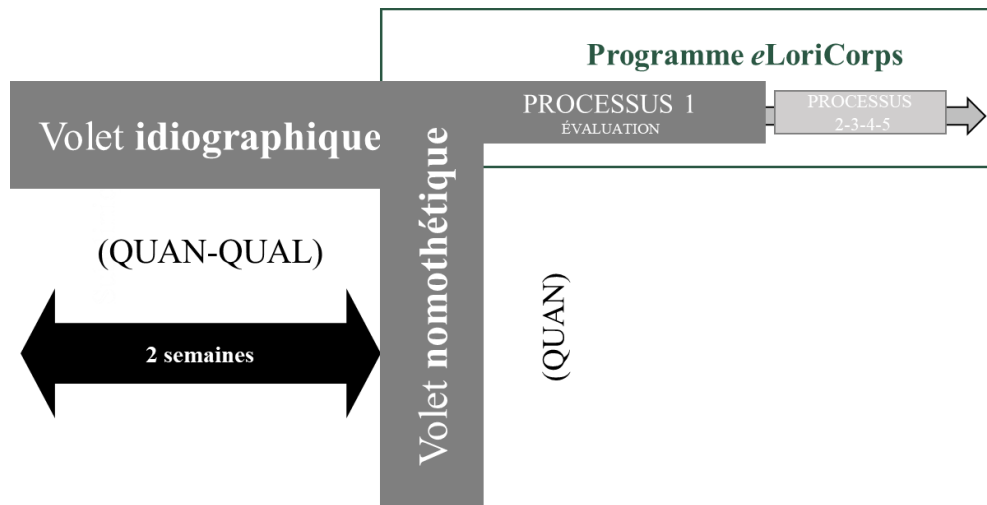 Programme eLoriCorps
PROCESSUS 1
ÉVALUATION
PROCESSUS
2-3-4-5
Volet idiographique
Volet nomothétique
(QUAN-QUAL)
(QUAN)
2 semaines